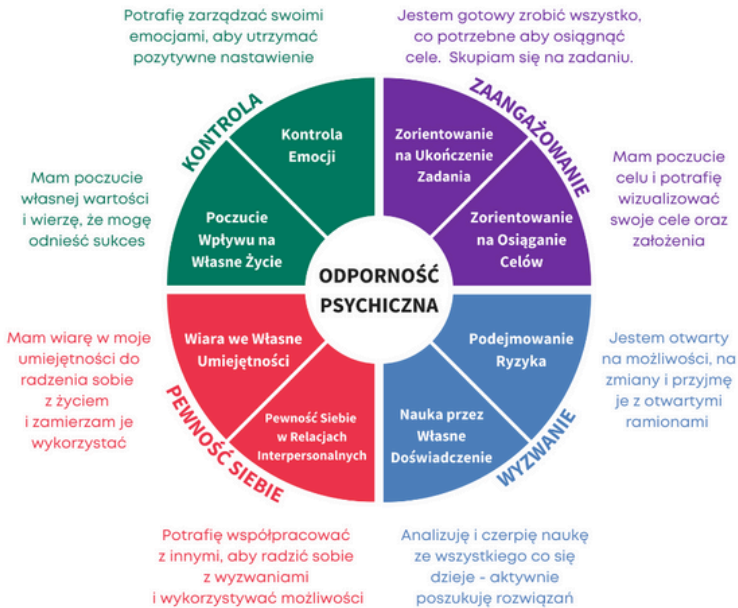 Potrafię zarządzać swoimi
emocjami, aby utrzymać
pozytywne nastawienie
Jestem gotowy zrobić wszystko,
co potrzebne aby osiągnąć
cele. Skupiam się na zadaniu.
KONTROLA
Kontrola
Emocji
ZAANGAŻOWANIE
Zorientowanie
na Ukończenie
Zadania
Mam poczucie
własnej wartości
i wierzę, że mogę
odnieść sukces
Poczucie
Wpływu na
Własne Życie
Zorientowanie
na Osiąganie
Celów
Mam poczucie
celu i potrafię
wizualizować
swoje cele oraz
założenia
ODPORNOŚĆ
PSYCHICZNA
Mam wiarę w moje
umiejętności do
radzenia sobie
z życiem
i zamierzam je
wykorzystać
Wiara we Własne
Umiejętności
Podejmowanie
Ryzyka
Jestem otwarty
na możliwości, na
zmiany i przyjmę
je z otwartymi
ramionami
PEWNOŚĆ SIEBIE
Pewność Siebie
w Relacjach
Interpersonalnych
Nauka przez
Własne
Doświadczenie
WYZWANIE
Potrafię współpracować
z innymi, aby radzić sobie
z wyzwaniami
i wykorzystywać możliwości
Analizuję i czerpię naukę
ze wszystkiego co się
dzieje - aktywnie
poszukuję rozwiązań